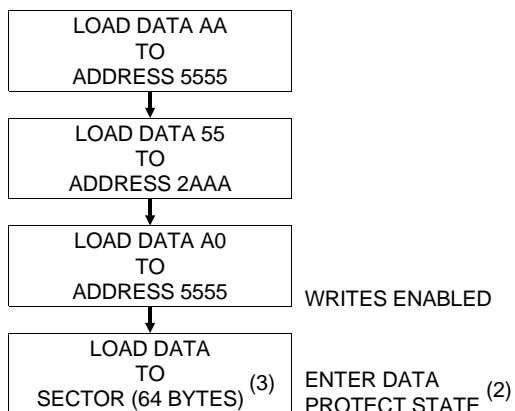 LOAD DATA AA
TO
ADDRESS 5555
LOAD DATA 55
TO
ADDRESS 2AAA
LOAD DATA A0
TO
ADDRESS 5555
WRITES ENABLED
LOAD DATA
TO
SECTOR (64 BYTES) (3)
ENTER DATA
PROTECT STATE (2)